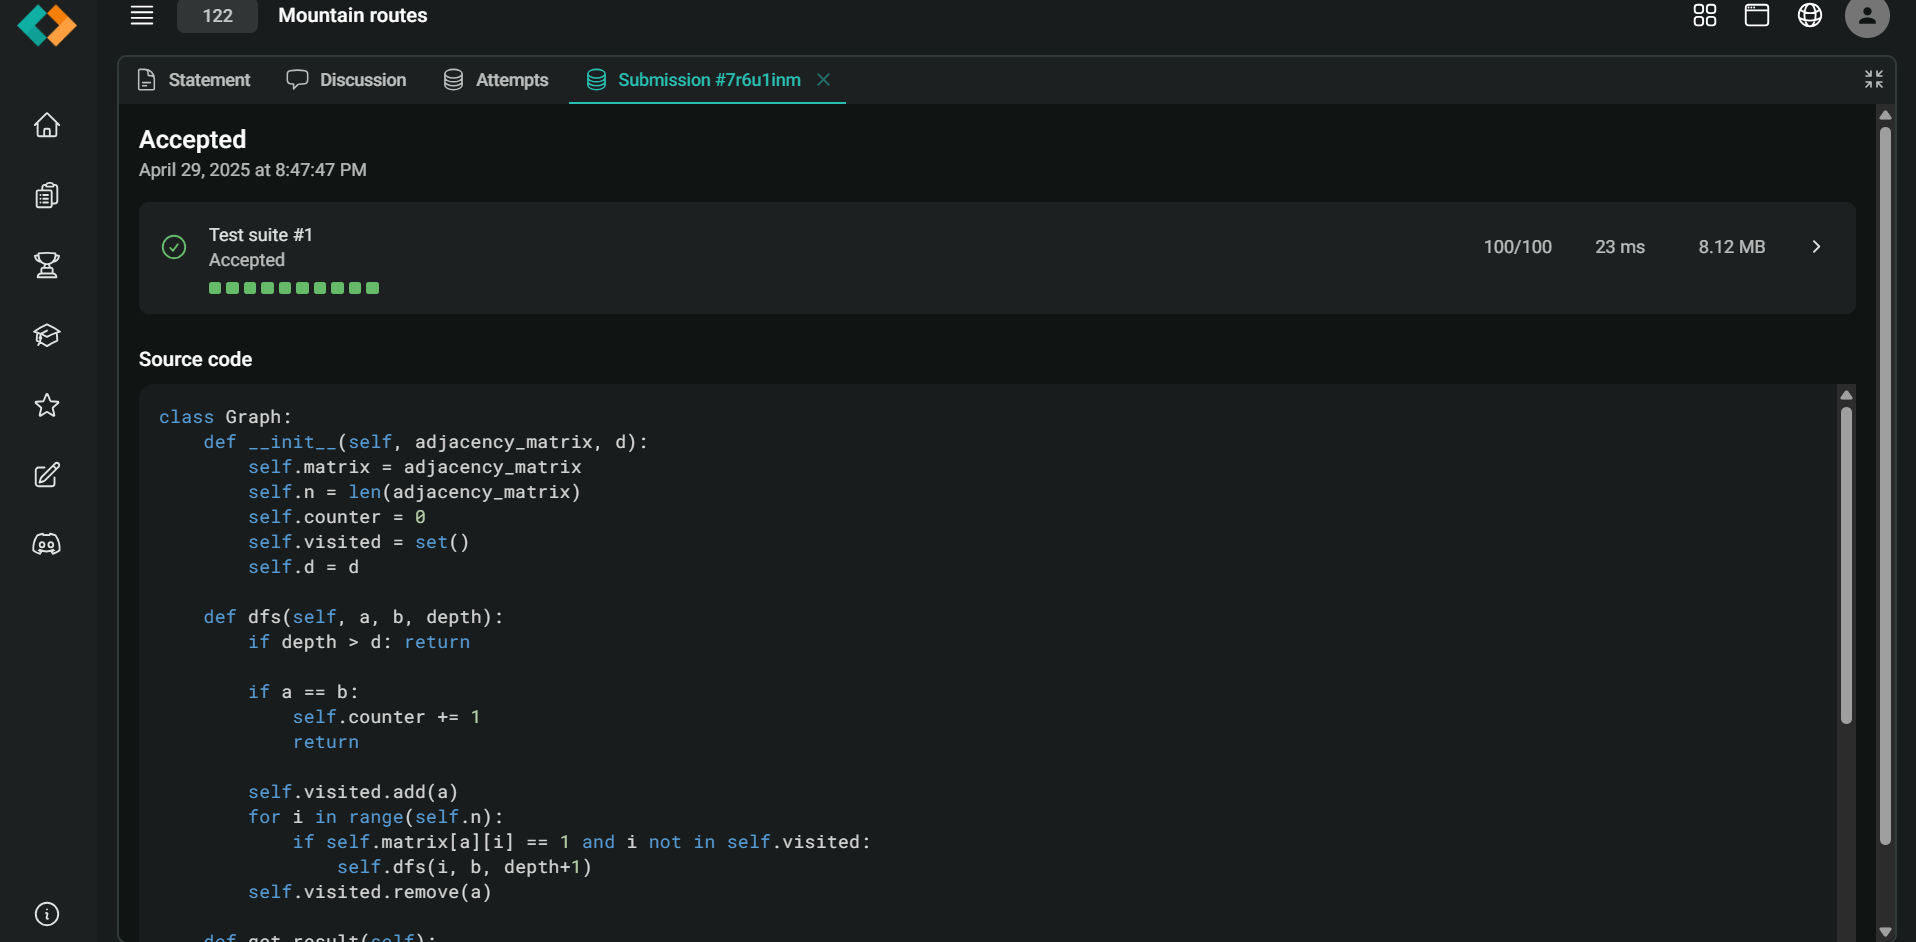 122 Mountain routes
Statement Discussion Attempts Submission #7r6u1inm
Accepted
April 29, 2025 at 8:47:47 PM
Test suite #1
Accepted
100/100 23 ms 8.12 MB
Source code
class Graph:
    def __init__(self, adjacency_matrix, d):
        self.matrix = adjacency_matrix
        self.n = len(adjacency_matrix)
        self.counter = 0
        self.visited = set()
        self.d = d
    def dfs(self, a, b, depth):
        if depth > d: return
        if a == b:
            self.counter += 1
            return
        self.visited.add(a)
        for i in range(self.n):
            if self.matrix[a][i] == 1 and i not in self.visited:
                self.dfs(i, b, depth+1)
        self.visited.remove(a)
    def get_result(self):